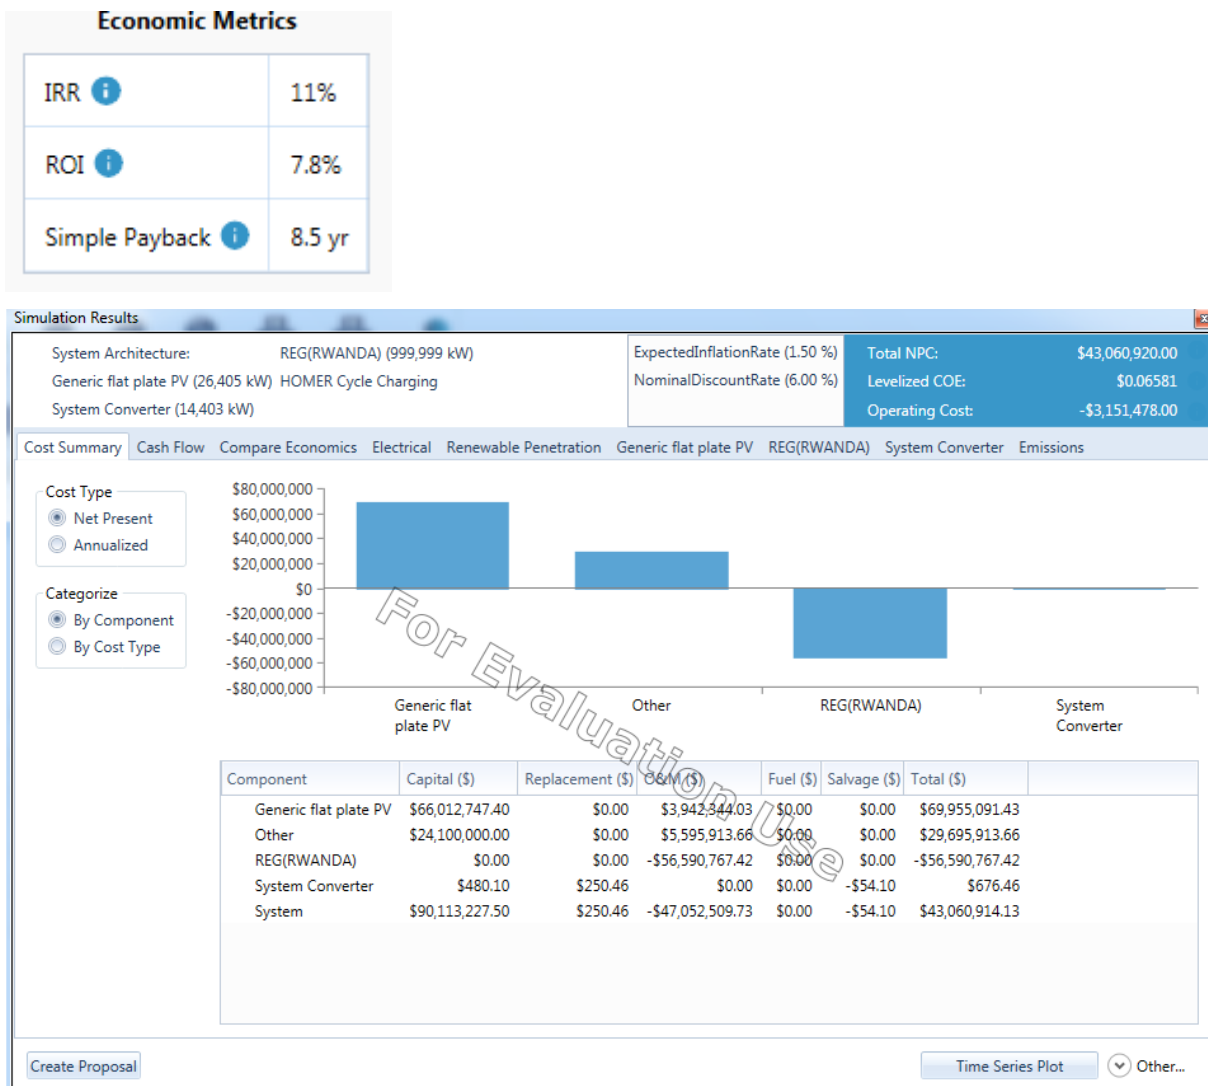 Economic Metrics
IRR i 11%
ROI i 7.8%
Simple Payback i 8.5 yr
Simulation Results
System Architecture: REG(RWANDA) (999,999 kW)
Generic flat plate PV (26,405 kW) HOMER Cycle Charging
System Converter (14,403 kW)
ExpectedInflationRate (1.50 %)
NominalDiscountRate (6.00 %)
Total NPC: $43,060,920.00
Levelized COE: $0.06581
Operating Cost: -$3,151,478.00
Cost Summary Cash Flow Compare Economics Electrical Renewable Penetration Generic flat plate PV REG(RWANDA) System Converter Emissions
Cost Type
Net Present
Annualized
Categorize
By Component
By Cost Type
$80,000,000
$60,000,000
$40,000,000
$20,000,000
$0
-$20,000,000
-$40,000,000
-$60,000,000
-$80,000,000
Generic flat
plate PV
Other
REG(RWANDA)
System
Converter
For Evaluation Use
Component Capital ($) Replacement ($) O&M ($) Fuel ($) Salvage ($) Total ($)
Generic flat plate PV $66,012,747.40 $0.00 $3,942,344.03 $0.00 $0.00 $69,955,091.43
Other $24,100,000.00 $0.00 $5,595,913.66 $0.00 $0.00 $29,695,913.66
REG(RWANDA) $0.00 $0.00 -$56,590,767.42 $0.00 $0.00 -$56,590,767.42
System Converter $480.10 $250.46 $0.00 $0.00 -$54.10 $676.46
System $90,113,227.50 $250.46 -$47,052,509.73 $0.00 -$54.10 $43,060,914.13
Create Proposal
Time Series Plot
Other...